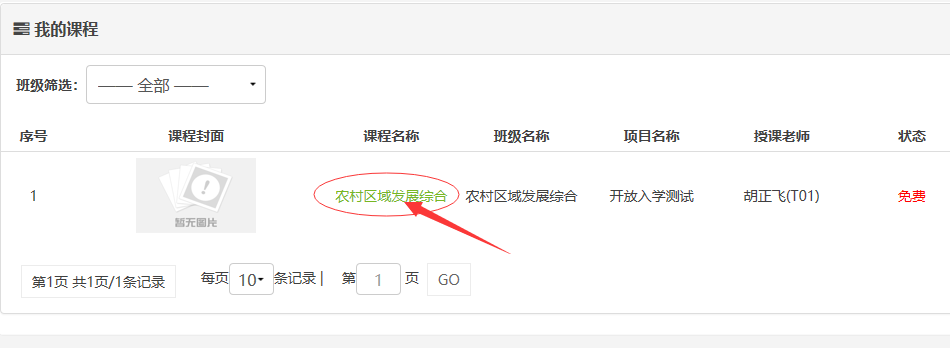 我的课程
班级筛选： —— 全部 ——
序号 课程封面 课程名称 班级名称 项目名称 授课老师 状态
1 暂无图片 农村区域发展综合 农村区域发展综合 开放入学测试 胡正飞(T01) 免费
第1页 共1页/1条记录 每页 10 条记录 | 第 1 页 GO